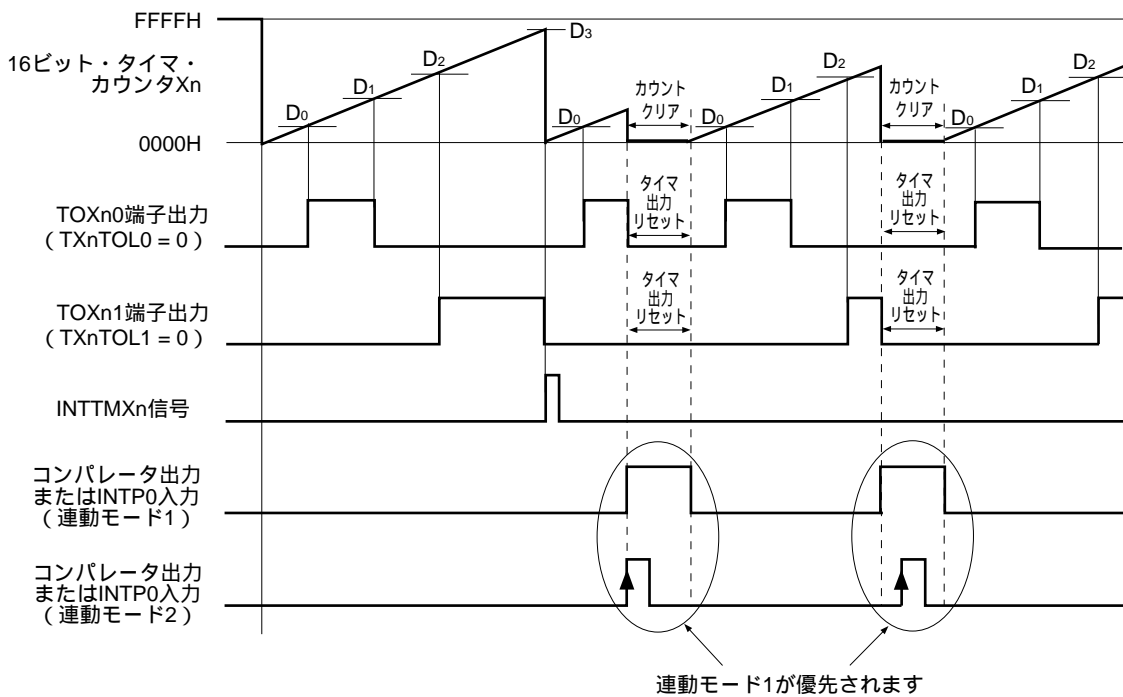 FFFFH
16ビット・タイマ・
カウンタXn
0000H
D0
D1
D2
D3
D0
カウント
クリア
D0
D1
D2
カウント
クリア
D0
D1
D2
TOXn0端子出力
（TXnTOL0 = 0）
タイマ
出力
リセット
タイマ
出力
リセット
TOXn1端子出力
（TXnTOL1 = 0）
タイマ
出力
リセット
タイマ
出力
リセット
INTTMXn信号
コンパレータ出力
またはINTP0入力
（連動モード1）
コンパレータ出力
またはINTP0入力
（連動モード2）
連動モード1が優先されます